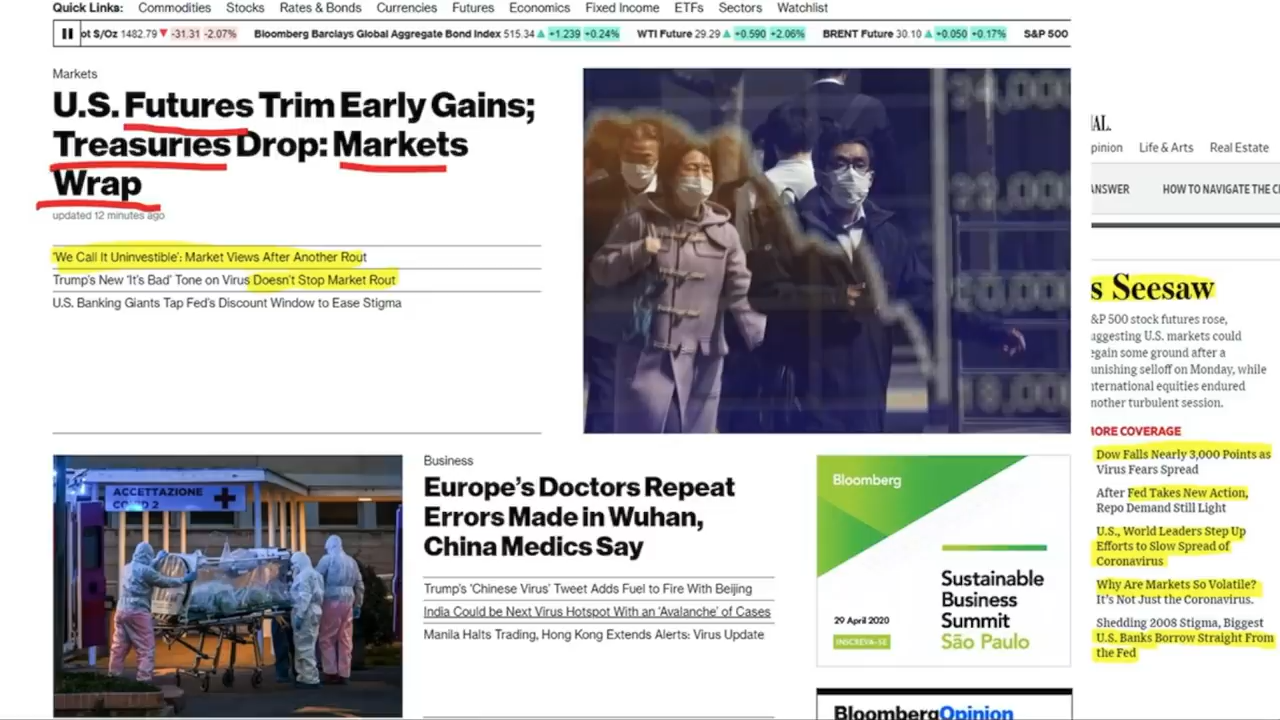 Quick Links: Commodities Stocks Rates & Bonds Currencies Futures Economics Fixed Income ETFs Sectors Watchlist
ot $/Oz 1482.79 ▼ -31.31 -2.07% Bloomberg Barclays Global Aggregate Bond Index 515.34 ▲ +1.239 +0.24% WTI Future 29.29 ▲ +0.590 +2.06% BRENT Future 30.10 ▲ +0.050 +0.17% S&P 500
Markets
U.S. Futures Trim Early Gains;
Treasuries Drop: Markets
Wrap
updated 12 minutes ago
'We Call It Uninvestible': Market Views After Another Rout
Trump's New 'It's Bad' Tone on Virus Doesn't Stop Market Rout
U.S. Banking Giants Tap Fed's Discount Window to Ease Stigma
ACCETTAZIONE
Business
Europe's Doctors Repeat
Errors Made in Wuhan,
China Medics Say
Trump's 'Chinese Virus' Tweet Adds Fuel to Fire With Beijing
India Could be Next Virus Hotspot With an 'Avalanche' of Cases
Manila Halts Trading, Hong Kong Extends Alerts: Virus Update
Bloomberg
Sustainable
Business
Summit
São Paulo
29 April 2020
INSCREVA-SE
BloombergOpinion
AL.
pinion Life & Arts Real Estate
ANSWER HOW TO NAVIGATE THE C
s Seesaw
&P 500 stock futures rose,
uggesting U.S. markets could
egain some ground after a
unishing selloff on Monday, while
nternational equities endured
nother turbulent session.
MORE COVERAGE
Dow Falls Nearly 3,000 Points as
Virus Fears Spread
After Fed Takes New Action,
Repo Demand Still Light
U.S., World Leaders Step Up
Efforts to Slow Spread of
Coronavirus
Why Are Markets So Volatile?
It's Not Just the Coronavirus.
Shedding 2008 Stigma, Biggest
U.S. Banks Borrow Straight From
the Fed